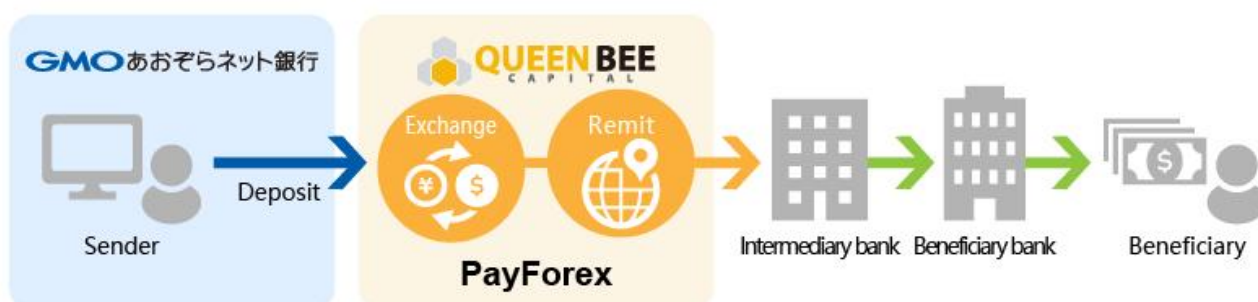 GMOあおぞらネット銀行
Sender
Deposit
QUEEN BEE
CAPITAL
Exchange
¥ $
Remit
PayForex
Intermediary bank
Beneficiary bank
$
Beneficiary